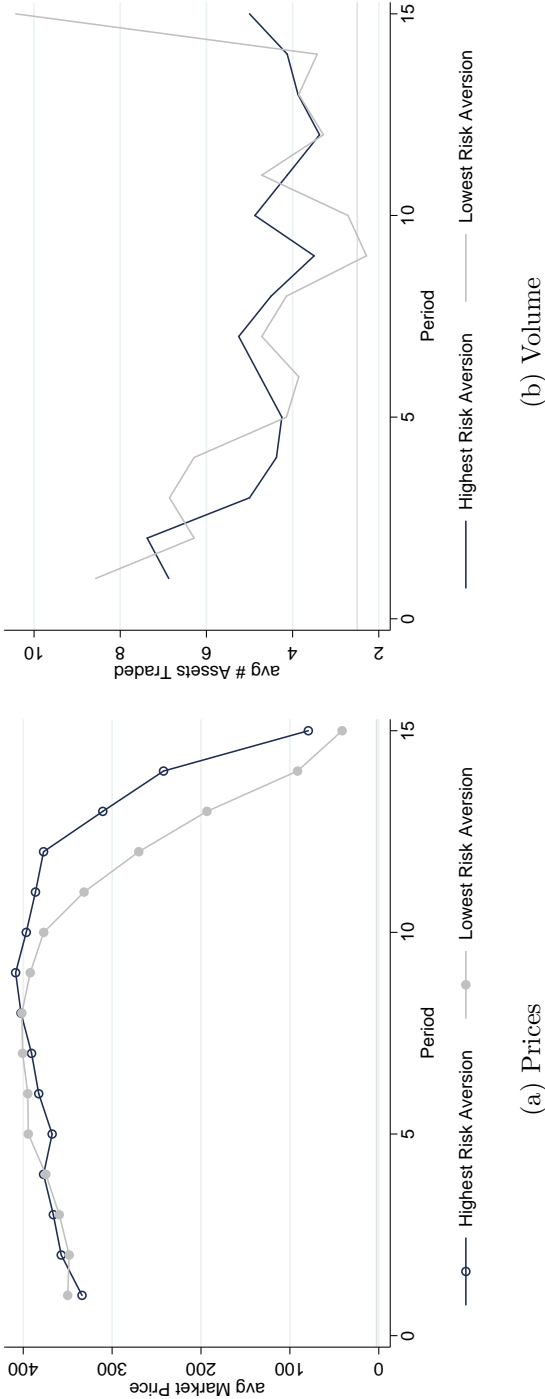 avg Market Price
400
300
200
100
0
0 5 10 15
Period
Highest Risk Aversion Lowest Risk Aversion
(a) Prices
avg # Assets Traded
10
8
6
4
2
0 5 10 15
Period
Highest Risk Aversion Lowest Risk Aversion
(b) Volume